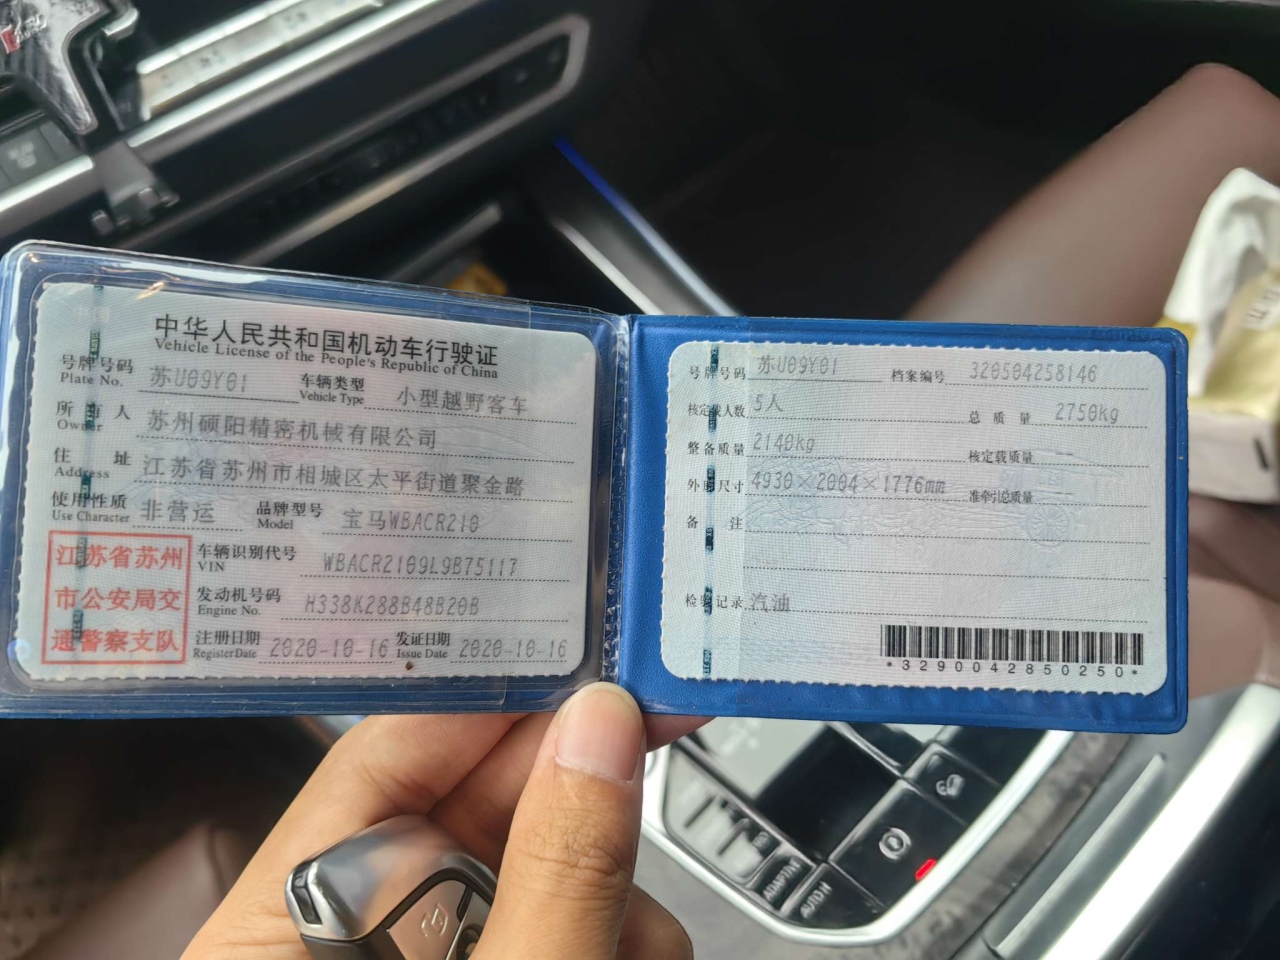 中华人民共和国机动车行驶证
Vehicle License of the People's Republic of China
号牌号码 苏U09Y01 车辆类型 小型越野客车
Plate No. Vehicle Type
所有人 苏州硕阳精密机械有限公司
Owner
住址 江苏省苏州市相城区太平街道聚金路
Address
使用性质 非营运 品牌型号 宝马WBACR210
Use Character Model
江苏省苏州
市公安局交
通警察支队
车辆识别代号 WBACR2109L9B75117
VIN
发动机号码 H338K288B48B20B
Engine No.
注册日期 2020-10-16 发证日期 2020-10-16
Register Date Issue Date
号牌号码 苏U09Y01 档案编号 320504258146
核定载人数 5人 总质量 2750kg
整备质量 2140kg 核定载质量 —
外廓尺寸 4930×2004×1776mm 准牵引总质量 —
备注
检验记录 汽油
*3290042850250*
ADAPTIVE
AUTO H